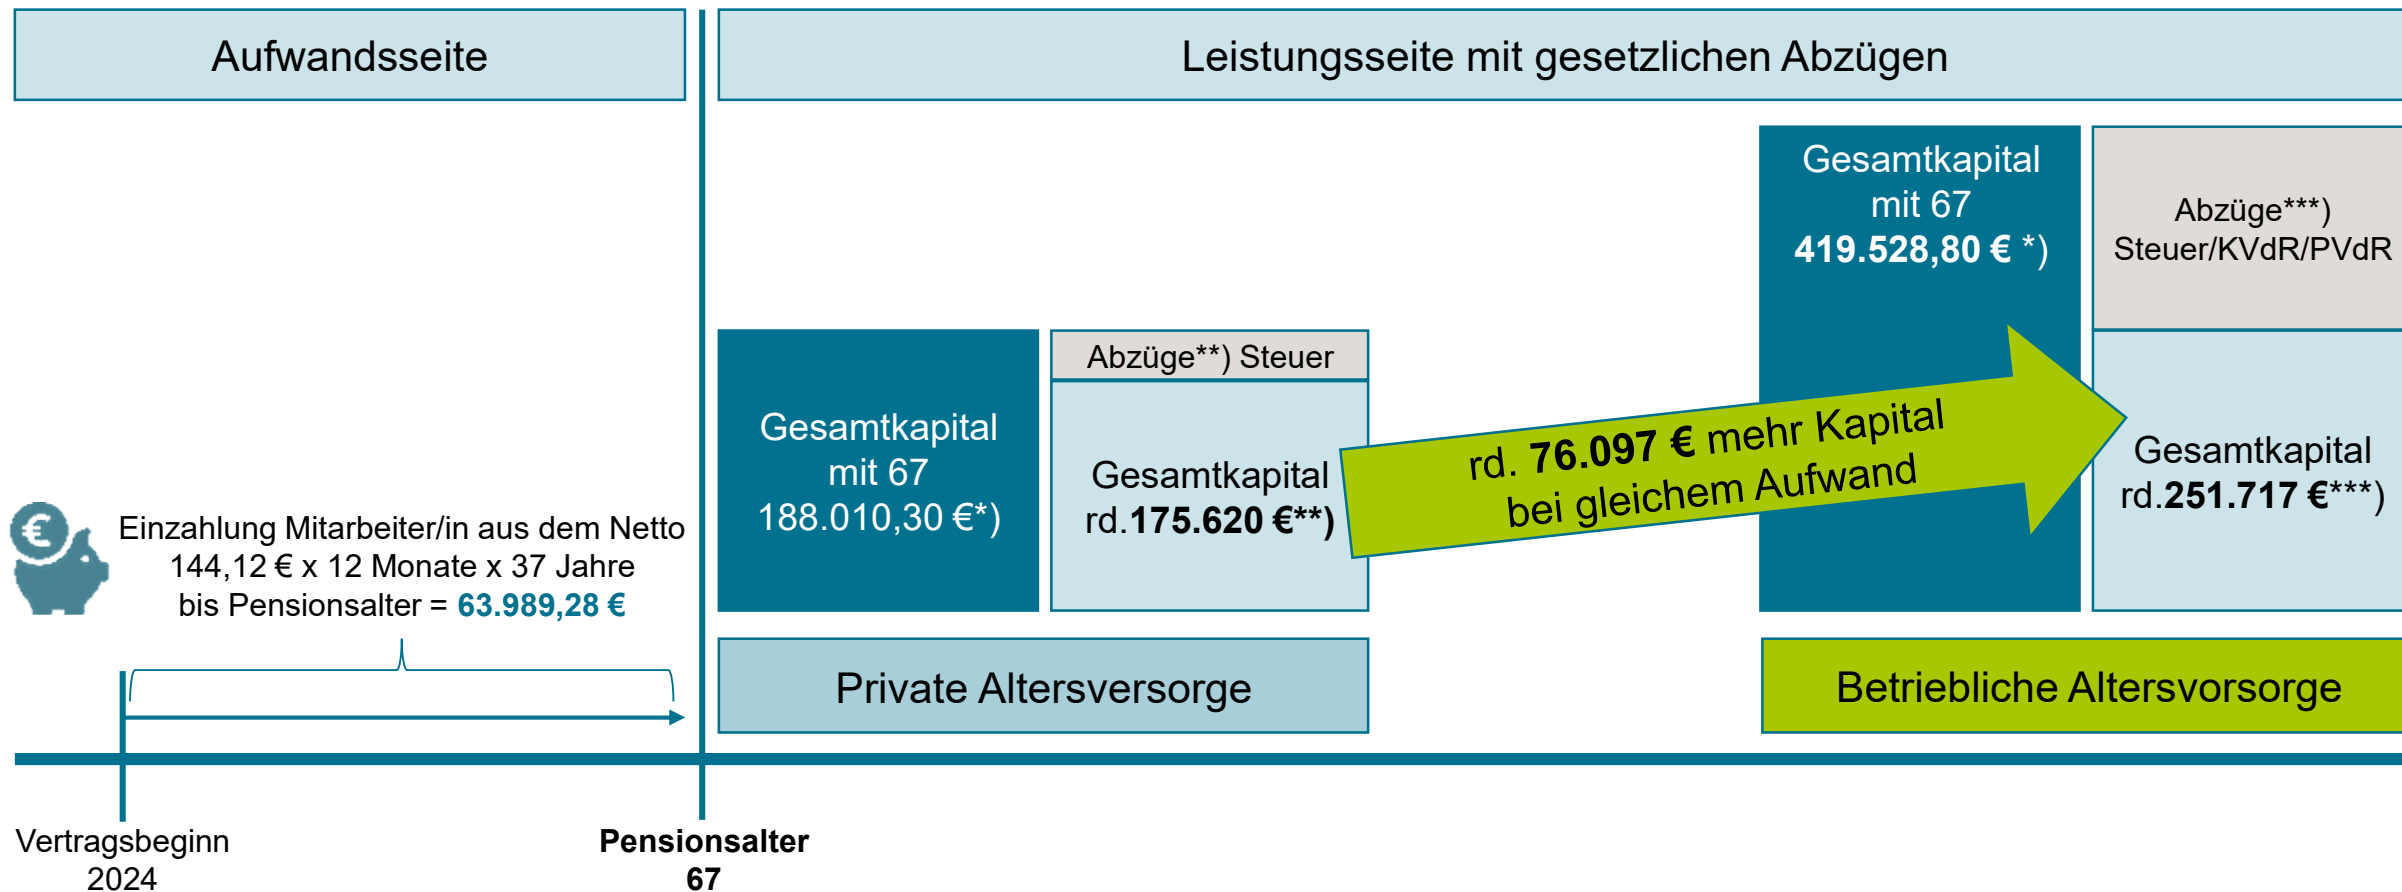 Aufwandsseite
Leistungsseite mit gesetzlichen Abzügen
€
Einzahlung Mitarbeiter/in aus dem Netto
144,12 € x 12 Monate x 37 Jahre
bis Pensionsalter = 63.989,28 €
Gesamtkapital
mit 67
188.010,30 €*)
Abzüge**) Steuer
Gesamtkapital
rd.175.620 €**)
rd. 76.097 € mehr Kapital
bei gleichem Aufwand
Gesamtkapital
mit 67
419.528,80 € *)
Abzüge***)
Steuer/KVdR/PVdR
Gesamtkapital
rd.251.717 €***)
Private Altersversorge
Betriebliche Altersvorsorge
Vertragsbeginn
2024
Pensionsalter
67